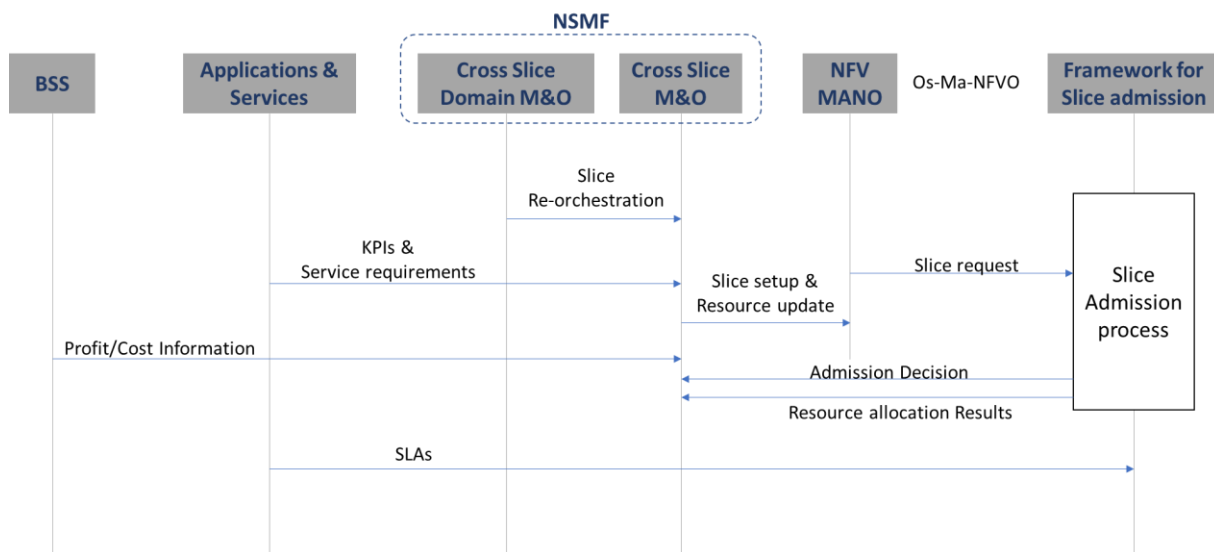 NSMF
BSS
Applications &
Services
Cross Slice
Domain M&O
Cross Slice
M&O
NFV
MANO
Os-Ma-NFVO
Framework for
Slice admission
Slice
Re-orchestration
KPIs &
Service requirements
Slice setup &
Resource update
Slice request
Slice
Admission
process
Profit/Cost Information
Admission Decision
Resource allocation Results
SLAs